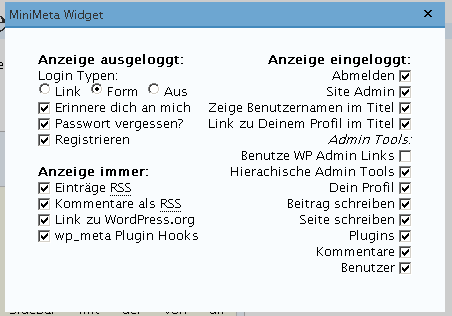 MiniMeta Widget
Anzeige ausgeloggt:
Login Typen:
Link Form Aus
Erinnere dich an mich
Passwort vergessen?
Registrieren
Anzeige immer:
Einträge RSS
Kommentare als RSS
Link zu WordPress.org
wp_meta Plugin Hooks
Anzeige eingeloggt:
Abmelden
Site Admin
Zeige Benutzernamen im Titel
Link zu Deinem Profil im Titel
Admin Tools:
Benutze WP Admin Links
Hierachische Admin Tools
Dein Profil
Beitrag schreiben
Seite schreiben
Plugins
Kommentare
Benutzer